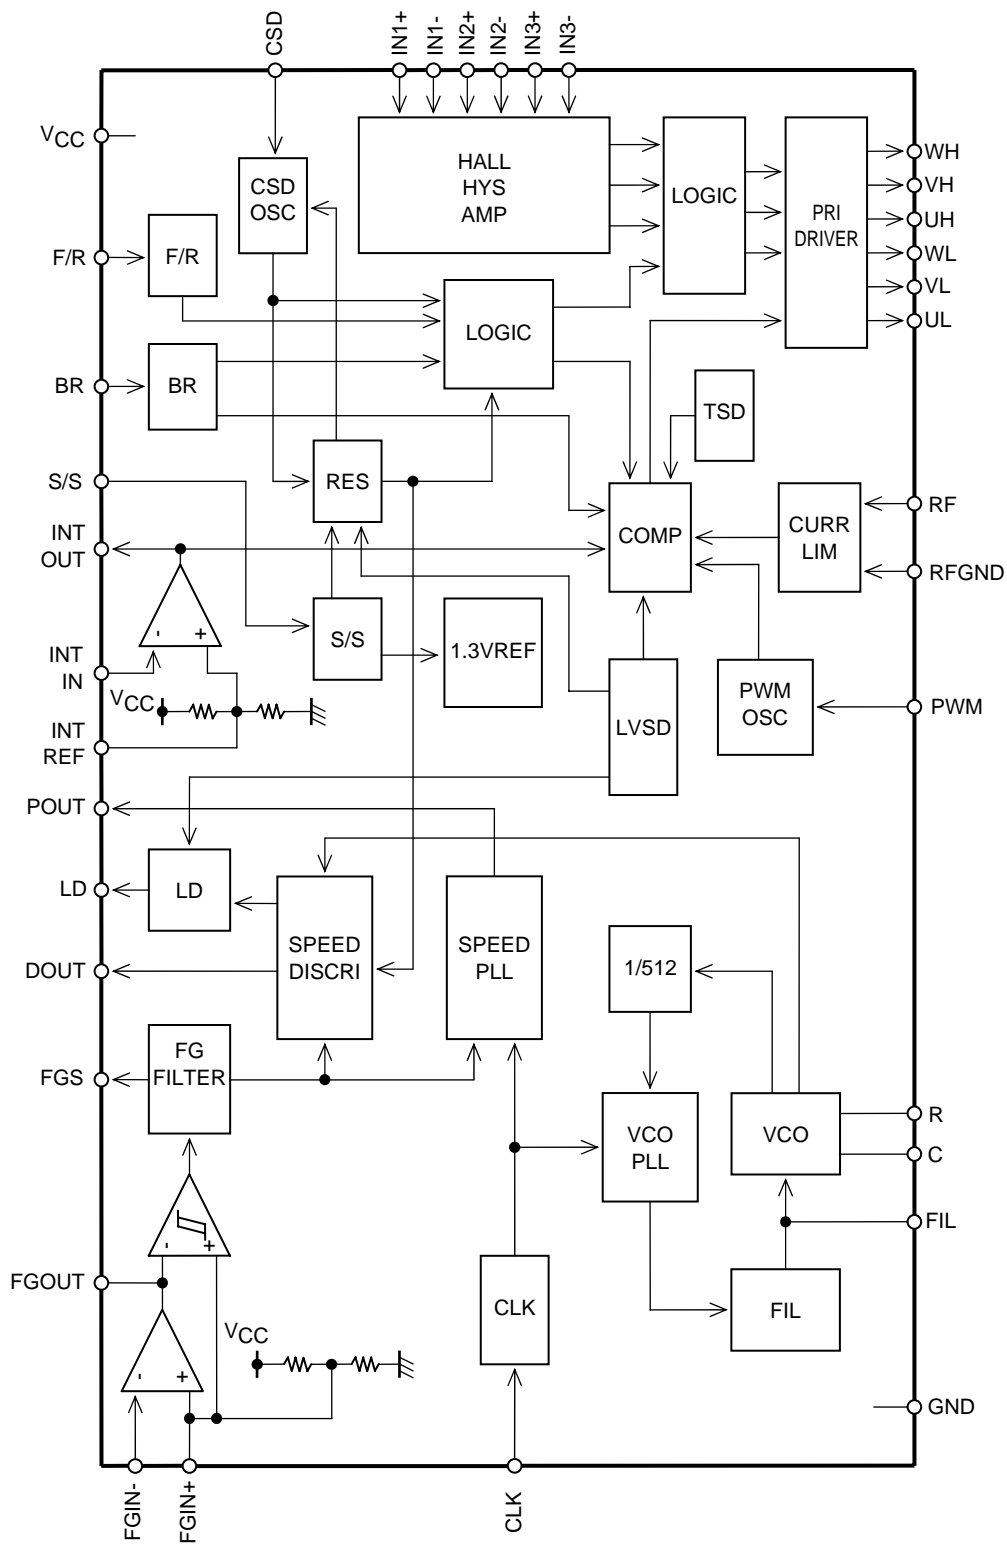 CSD
IN1+
IN1-
IN2+
IN2-
IN3+
IN3-
VCC
F/R
BR
S/S
INT
OUT
INT
IN
INT
REF
POUT
LD
DOUT
FGS
FGOUT
FGIN-
FGIN+
CLK
WH
VH
UH
WL
VL
UL
RF
RFGND
PWM
R
C
FIL
GND
CSD
OSC
HALL
HYS
AMP
LOGIC
PRI
DRIVER
F/R
LOGIC
BR
TSD
RES
COMP
CURR
LIM
-
+
S/S
1.3VREF
VCC
LVSD
PWM
OSC
LD
SPEED
DISCRI
SPEED
PLL
1/512
FG
FILTER
VCO
PLL
VCO
-
+
CLK
FIL
VCC
-
+